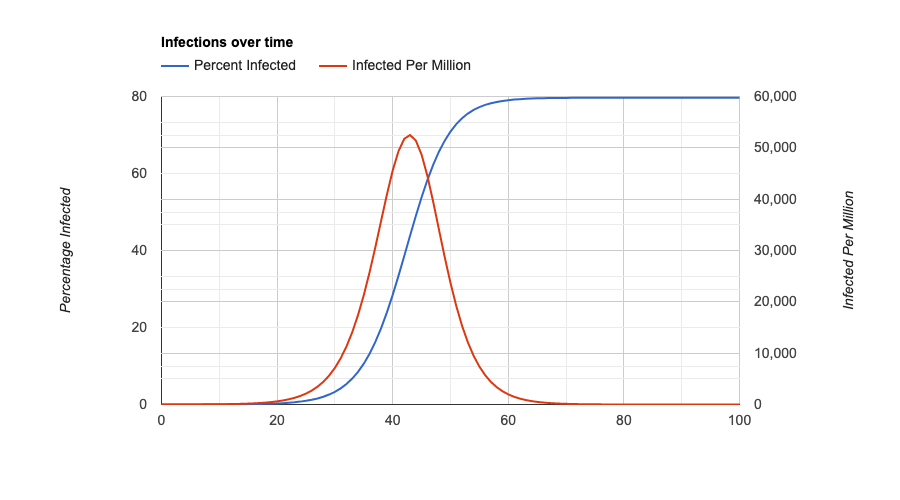 Infections over time
Percent Infected Infected Per Million
80 60,000
50,000
60
40,000
Percentage Infected
40 30,000
Infected Per Million
20,000
20
10,000
0 0
0 20 40 60 80 100